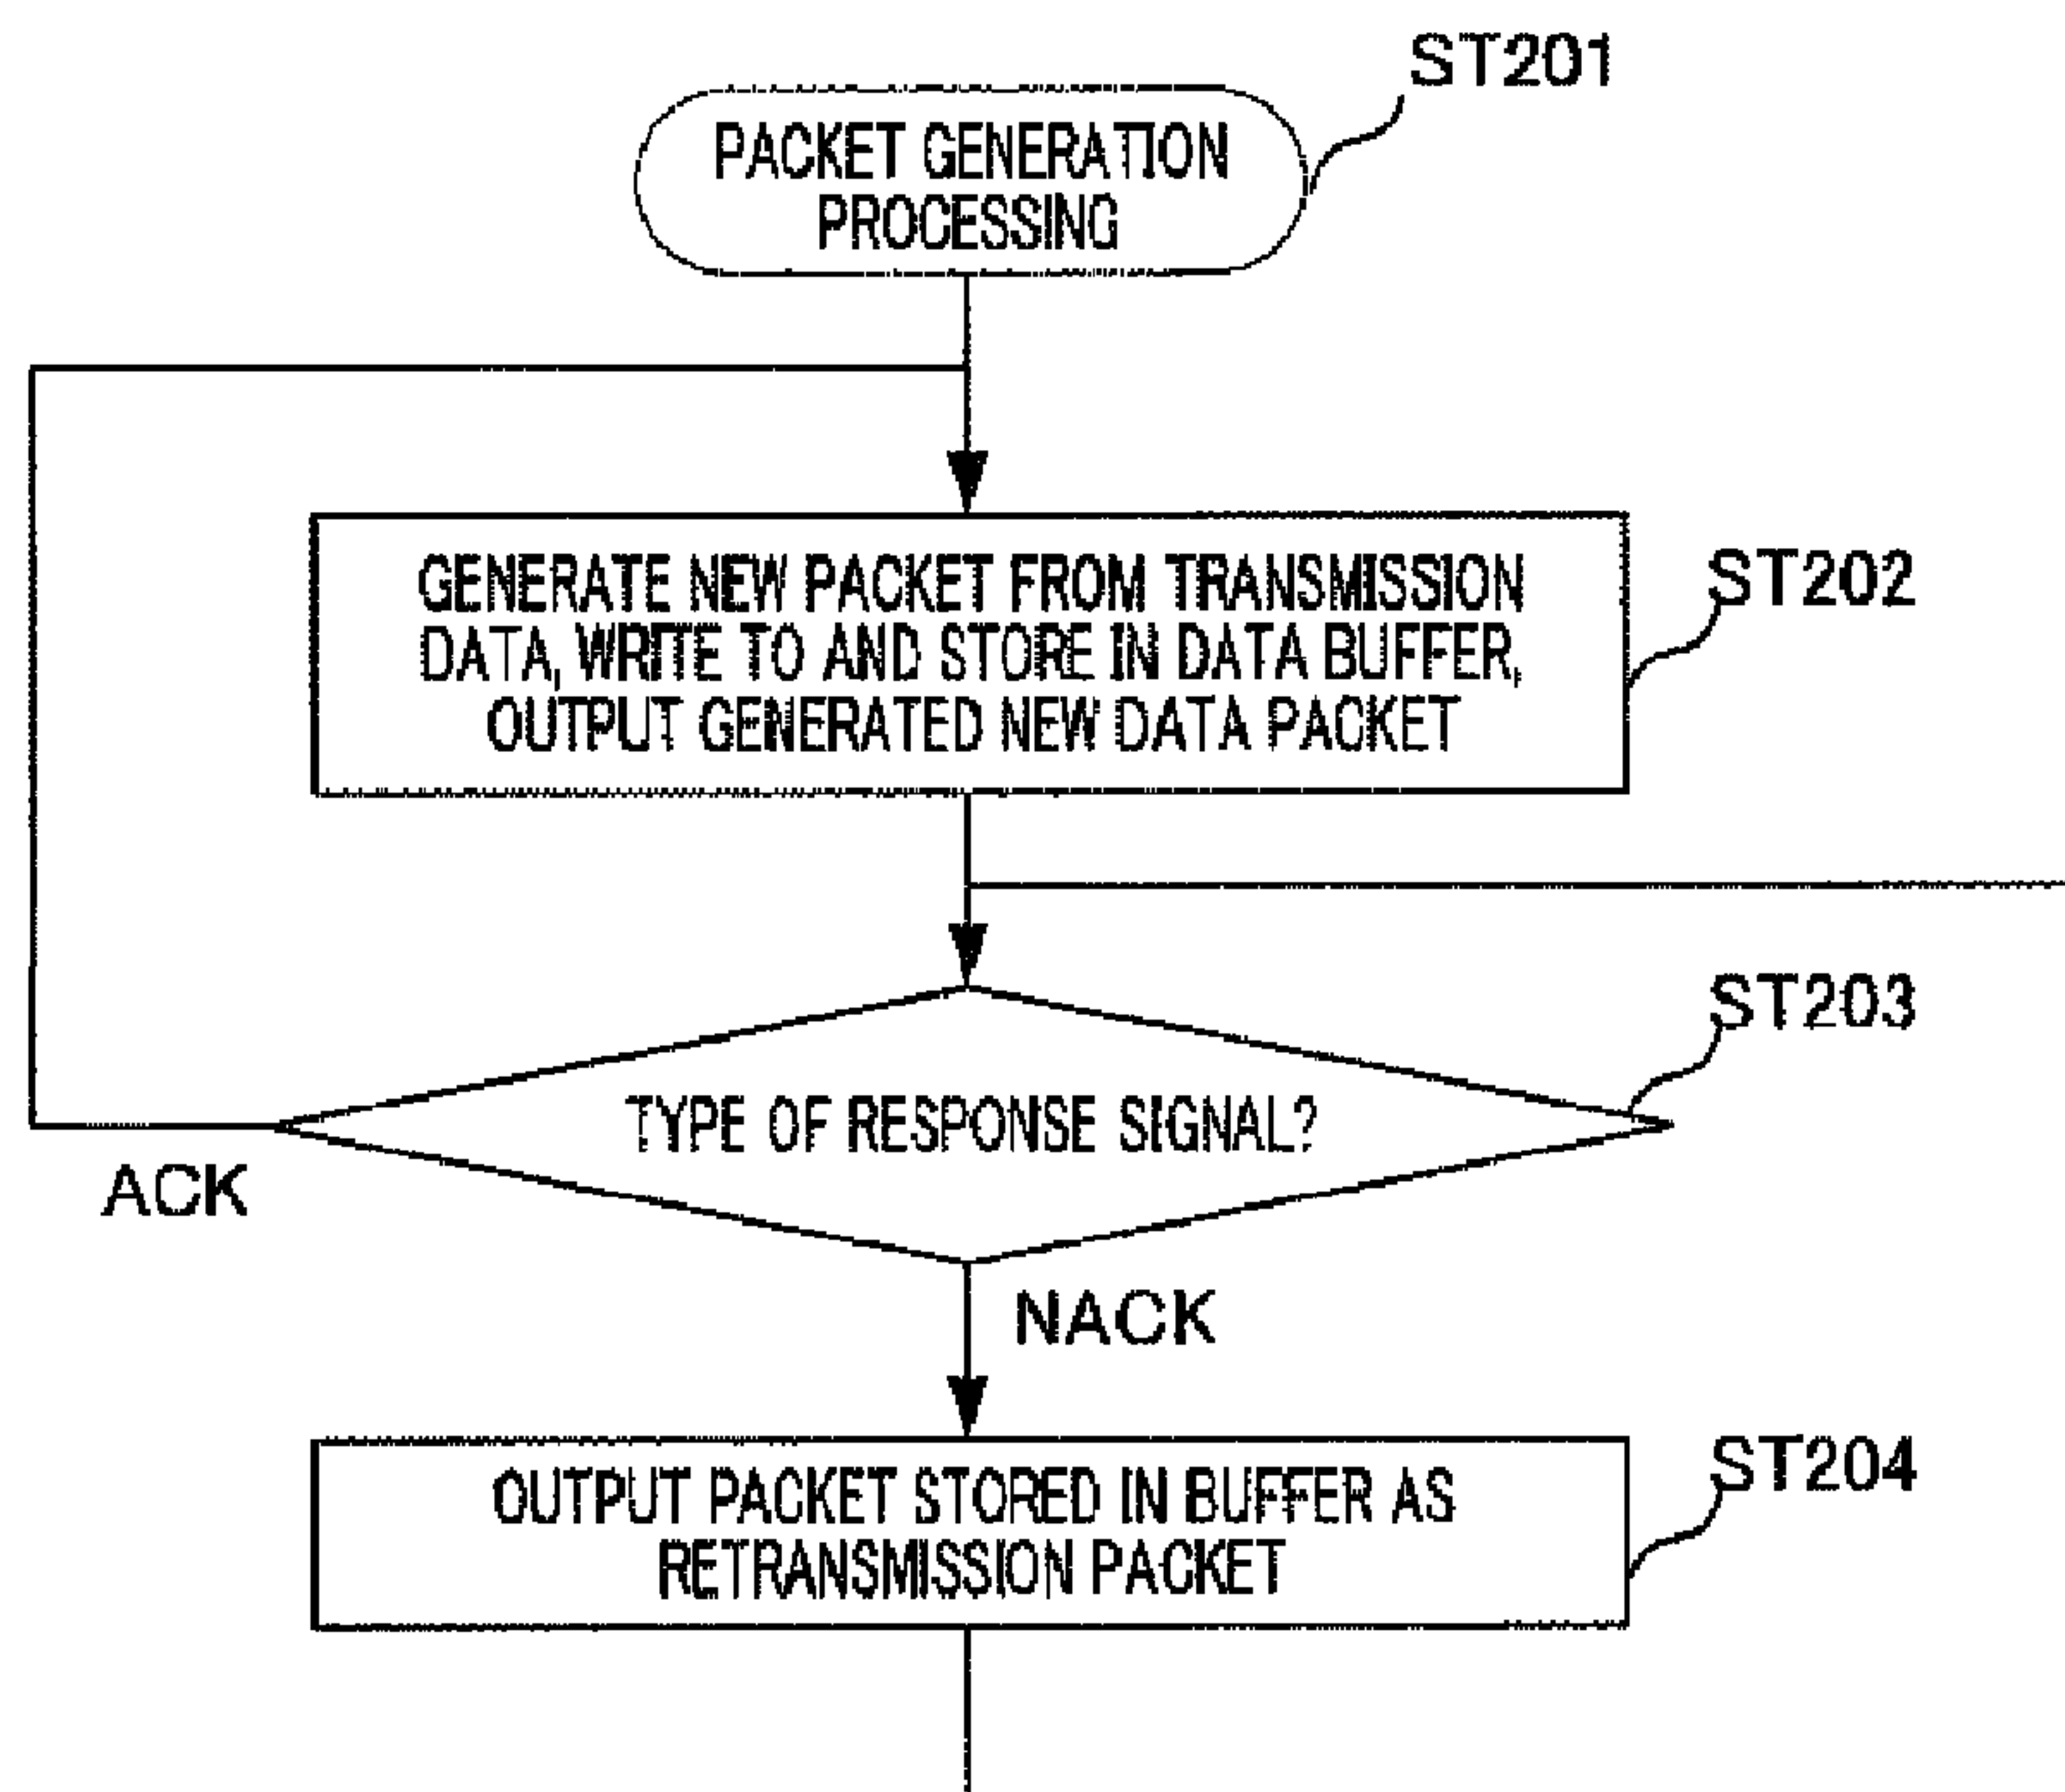 ST201
PACKET GENERATION
PROCESSING
GENERATE NEW PACKET FROM TRANSMISSION
DATA, WRITE TO AND STORE IN DATA BUFFER,
OUTPUT GENERATED NEW DATA PACKET
ST202
ST203
TYPE OF RESPONSE SIGNAL?
ACK
NACK
OUTPUT PACKET STORED IN BUFFER AS
RETRANSMISSION PACKET
ST204